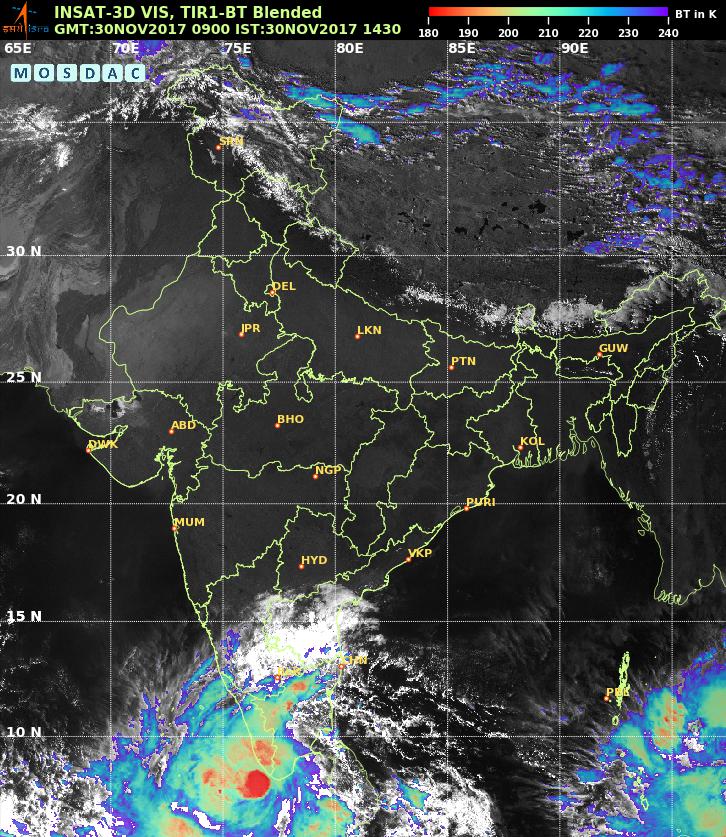 INSAT-3D VIS, TIR1-BT Blended
GMT:30NOV2017 0900 IST:30NOV2017 1430
BT in K
180 190 200 210 220 230 240
65E 70E 75E 80E 85E 90E
MOSDAC
SRN
30 N
DEL
JPR
LKN
GUW
PTN
25 N
ABD
BHO
DWK
KOL
NGP
20 N
PURI
MUM
VKP
HYD
15 N
CHN
10 N